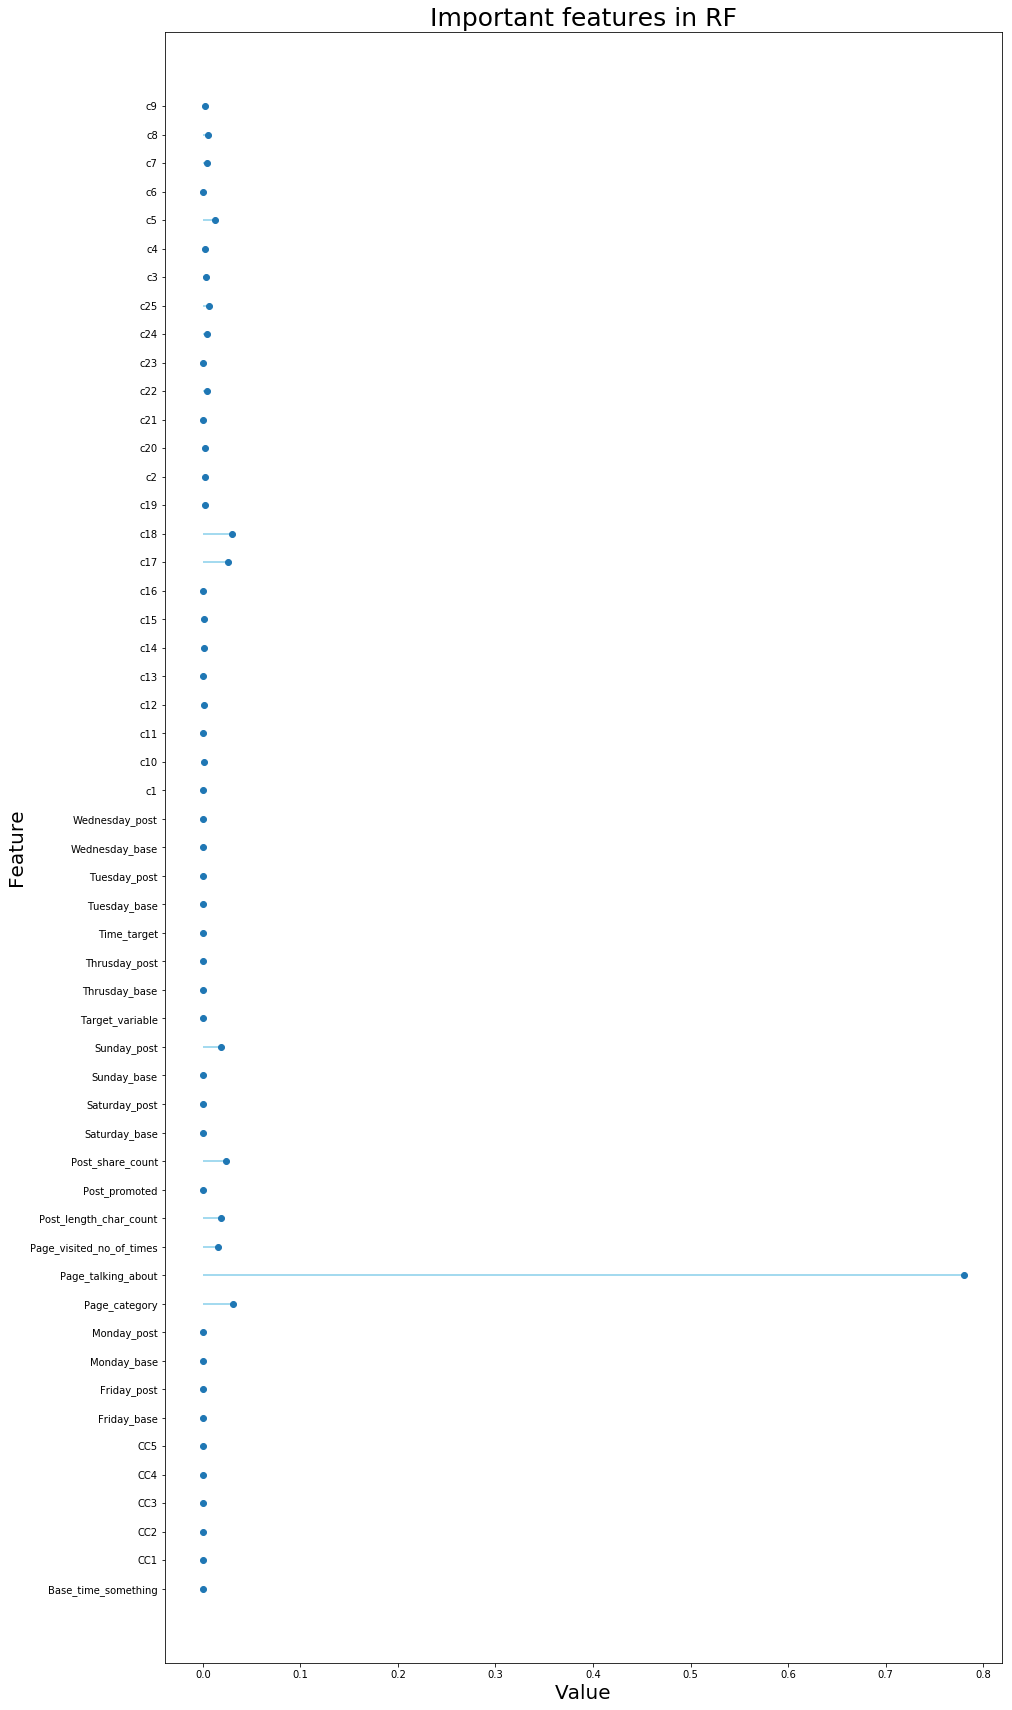 Important features in RF
c9
c8
c7
c6
c5
c4
c3
c25
c24
c23
c22
c21
c20
c2
c19
c18
c17
c16
c15
c14
c13
c12
c11
c10
c1
Wednesday_post
Wednesday_base
Tuesday_post
Tuesday_base
Time_target
Thrusday_post
Thrusday_base
Target_variable
Sunday_post
Sunday_base
Saturday_post
Saturday_base
Post_share_count
Post_promoted
Post_length_char_count
Page_visited_no_of_times
Page_talking_about
Page_category
Monday_post
Monday_base
Friday_post
Friday_base
CC5
CC4
CC3
CC2
CC1
Base_time_something
Feature
0.0 0.1 0.2 0.3 0.4 0.5 0.6 0.7 0.8
Value